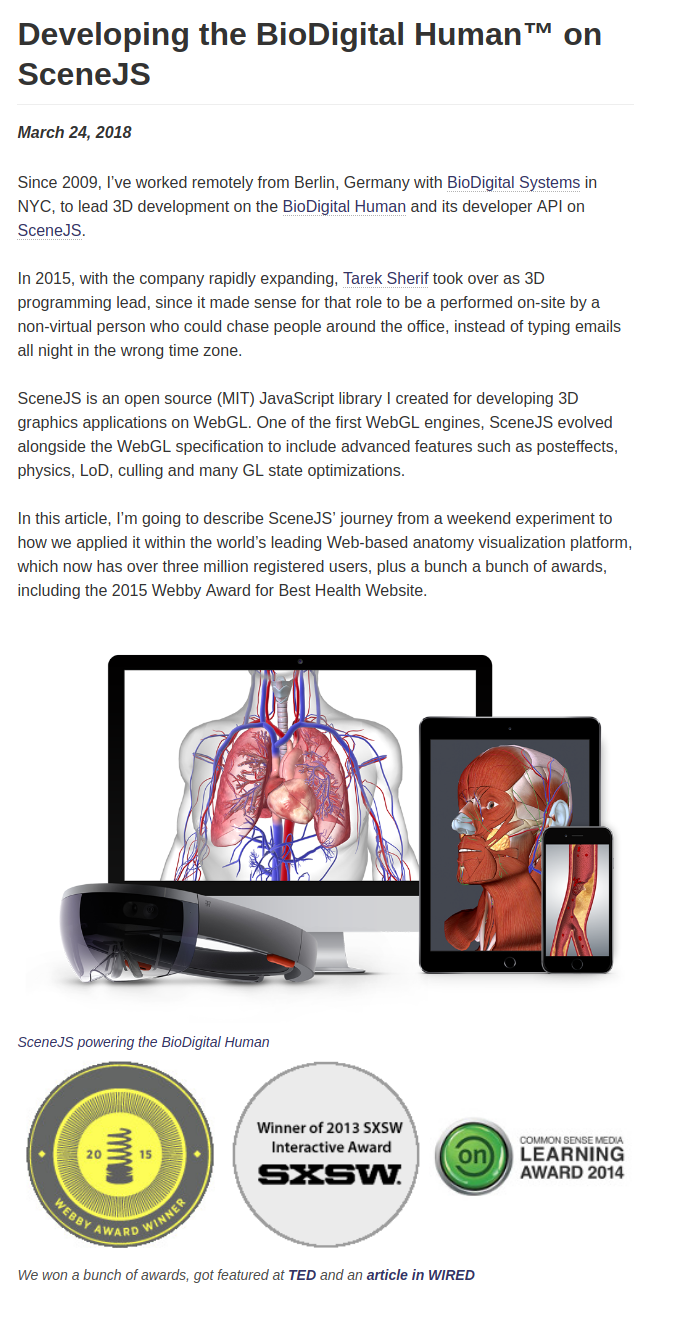 Developing the BioDigital Human™ on
SceneJS
March 24, 2018
Since 2009, I’ve worked remotely from Berlin, Germany with BioDigital Systems in
NYC, to lead 3D development on the BioDigital Human and its developer API on
SceneJS.
In 2015, with the company rapidly expanding, Tarek Sherif took over as 3D
programming lead, since it made sense for that role to be a performed on-site by a
non-virtual person who could chase people around the office, instead of typing emails
all night in the wrong time zone.
SceneJS is an open source (MIT) JavaScript library I created for developing 3D
graphics applications on WebGL. One of the first WebGL engines, SceneJS evolved
alongside the WebGL specification to include advanced features such as posteffects,
physics, LoD, culling and many GL state optimizations.
In this article, I’m going to describe SceneJS’ journey from a weekend experiment to
how we applied it within the world’s leading Web-based anatomy visualization platform,
which now has over three million registered users, plus a bunch a bunch of awards,
including the 2015 Webby Award for Best Health Website.
SceneJS powering the BioDigital Human
20 15
WEBBY AWARD WINNER
Winner of 2013 SXSW
Interactive Award
SXSW.
on
COMMON SENSE MEDIA
LEARNING
AWARD 2014
We won a bunch of awards, got featured at TED and an article in WIRED